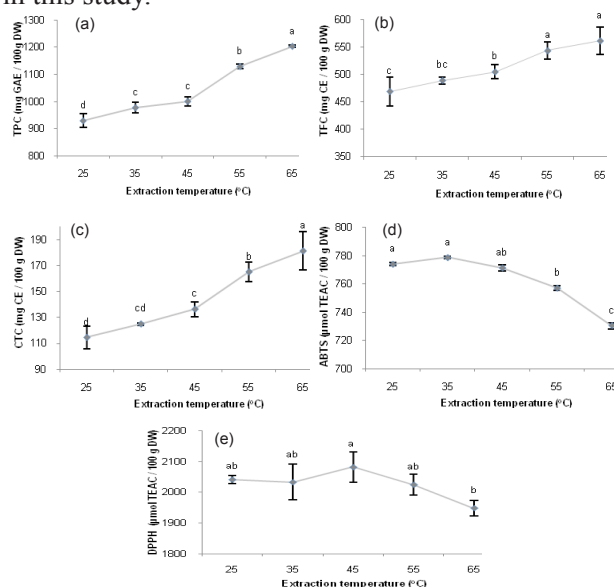 in this study.
(a)
TPC (mg GAE / 100g DW)
1300
1200
1100
1000
900
800
d
c
c
b
a
25 35 45 55 65
Extraction temperature (°C)
(b)
TFC (mg CE / 100 g DW)
600
550
500
450
400
350
c
bc
b
a
a
25 35 45 55 65
Extraction temperature (°C)
(c)
CTC (mg CE / 100 g DW)
190
170
150
130
110
90
d
cd
c
b
a
25 35 45 55 65
Extraction temperature (°C)
(d)
ABTS (µmol TEAC / 100 g DW)
800
780
760
740
720
700
a
a
ab
b
c
25 35 45 55 65
Extraction temperature (°C)
(e)
DPPH (µmol TEAC / 100 g DW)
2200
2100
2000
1900
1800
ab
ab
a
ab
b
25 35 45 55 65
Extraction temperature (°C)